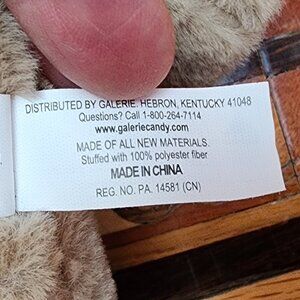 DISTRIBUTED BY GALERIE. HEBRON, KENTUCKY 41048
Questions? Call 1-800-264-7114
www.galeriecandy.com
MADE OF ALL NEW MATERIALS.
Stuffed with 100% polyester fiber
MADE IN CHINA
REG. NO. PA. 14581 (CN)